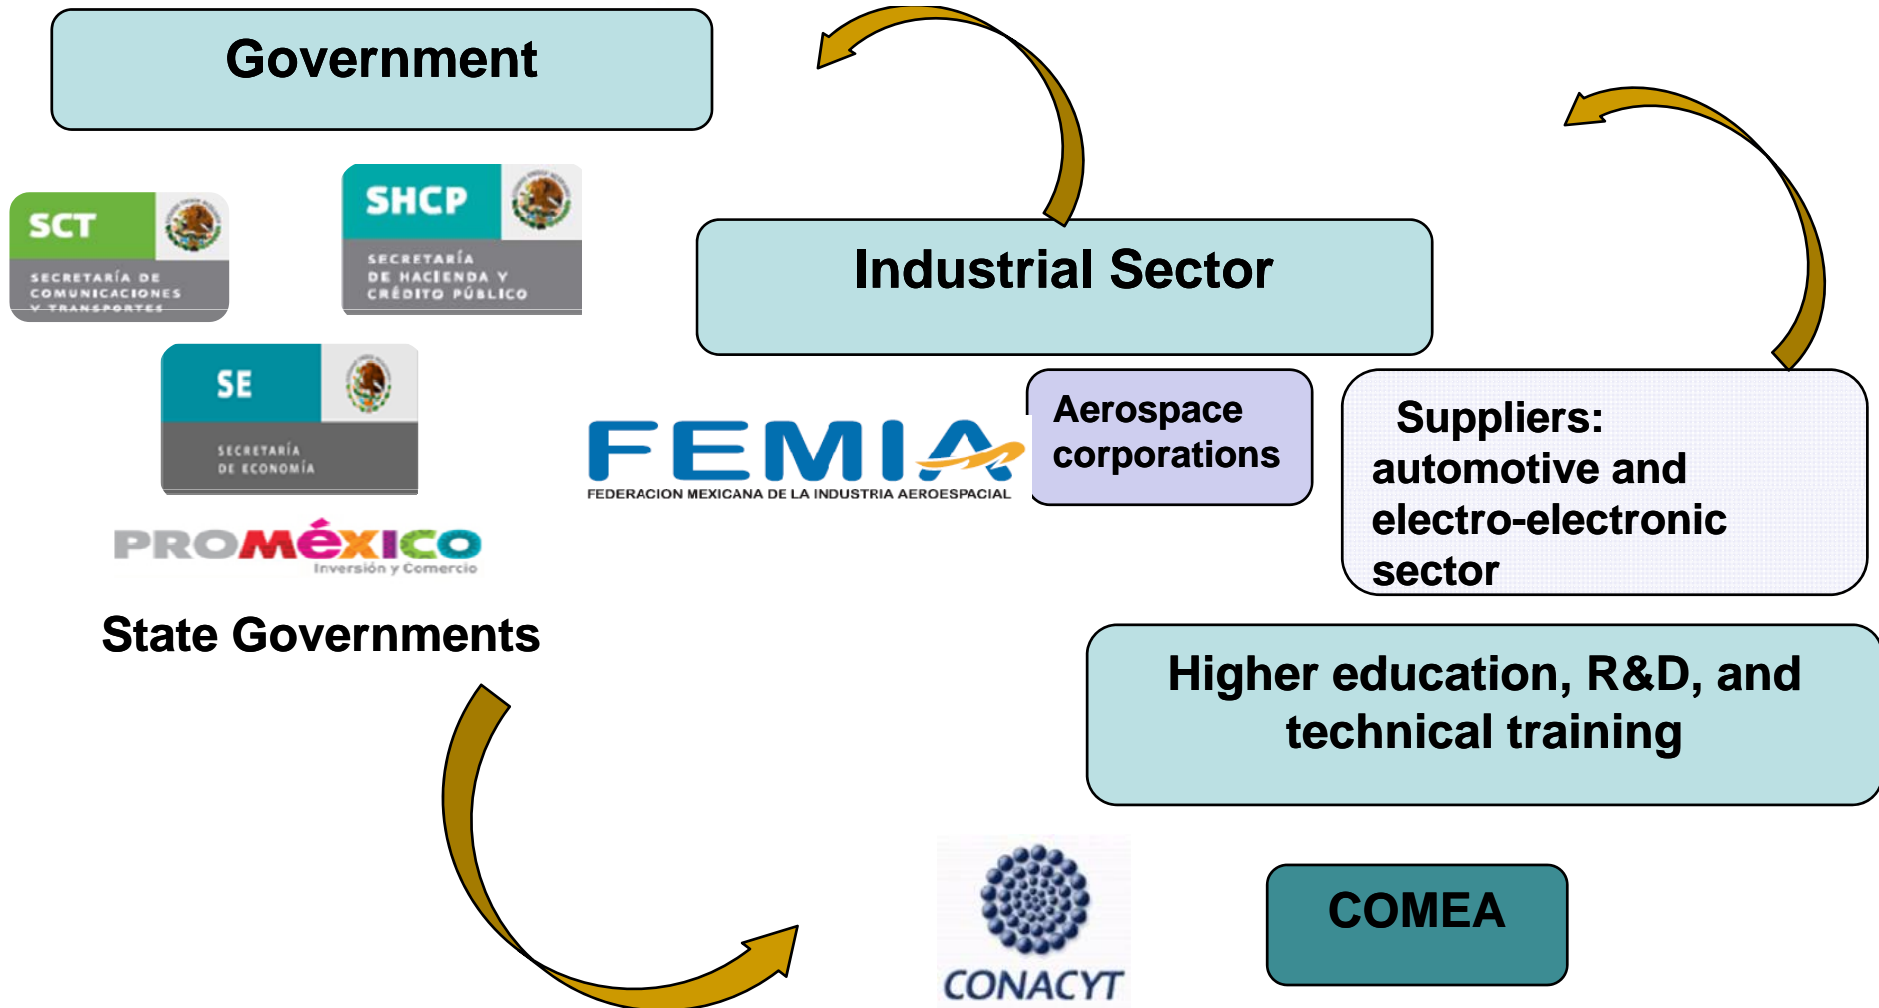 Government
SCT
SECRETARÍA DE
COMUNICACIONES
Y TRANSPORTES
SHCP
SECRETARÍA
DE HACIENDA Y
CRÉDITO PÚBLICO
SE
SECRETARÍA
DE ECONOMÍA
PROMéXICO
Inversión y Comercio
State Governments
Industrial Sector
FEMIA
FEDERACION MEXICANA DE LA INDUSTRIA AEROESPACIAL
Aerospace
corporations
Suppliers:
automotive and
electro-electronic
sector
Higher education, R&D, and
technical training
CONACYT
COMEA